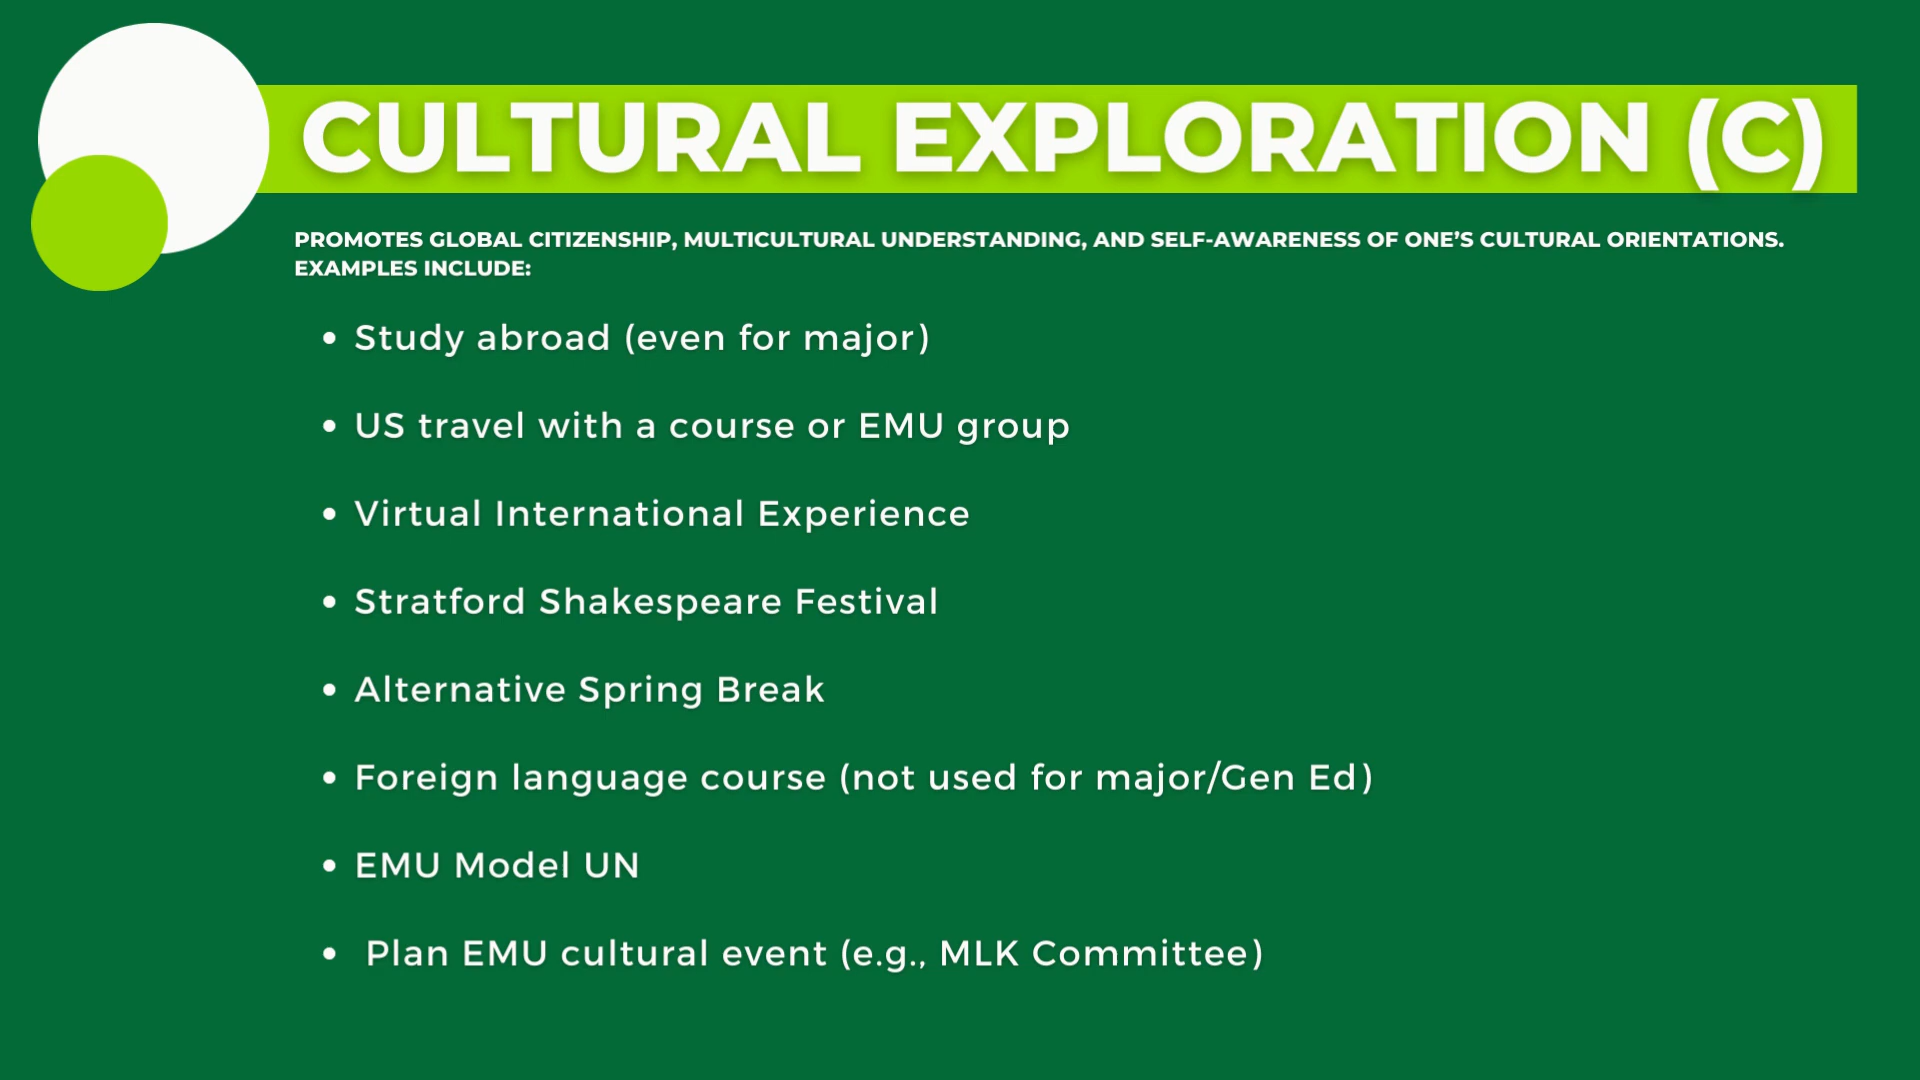 CULTURAL EXPLORATION (C)
PROMOTES GLOBAL CITIZENSHIP, MULTICULTURAL UNDERSTANDING, AND SELF-AWARENESS OF ONE'S CULTURAL ORIENTATIONS.
EXAMPLES INCLUDE:
• Study abroad (even for major)
• US travel with a course or EMU group
• Virtual International Experience
• Stratford Shakespeare Festival
• Alternative Spring Break
• Foreign language course (not used for major/Gen Ed)
• EMU Model UN
• Plan EMU cultural event (e.g., MLK Committee)